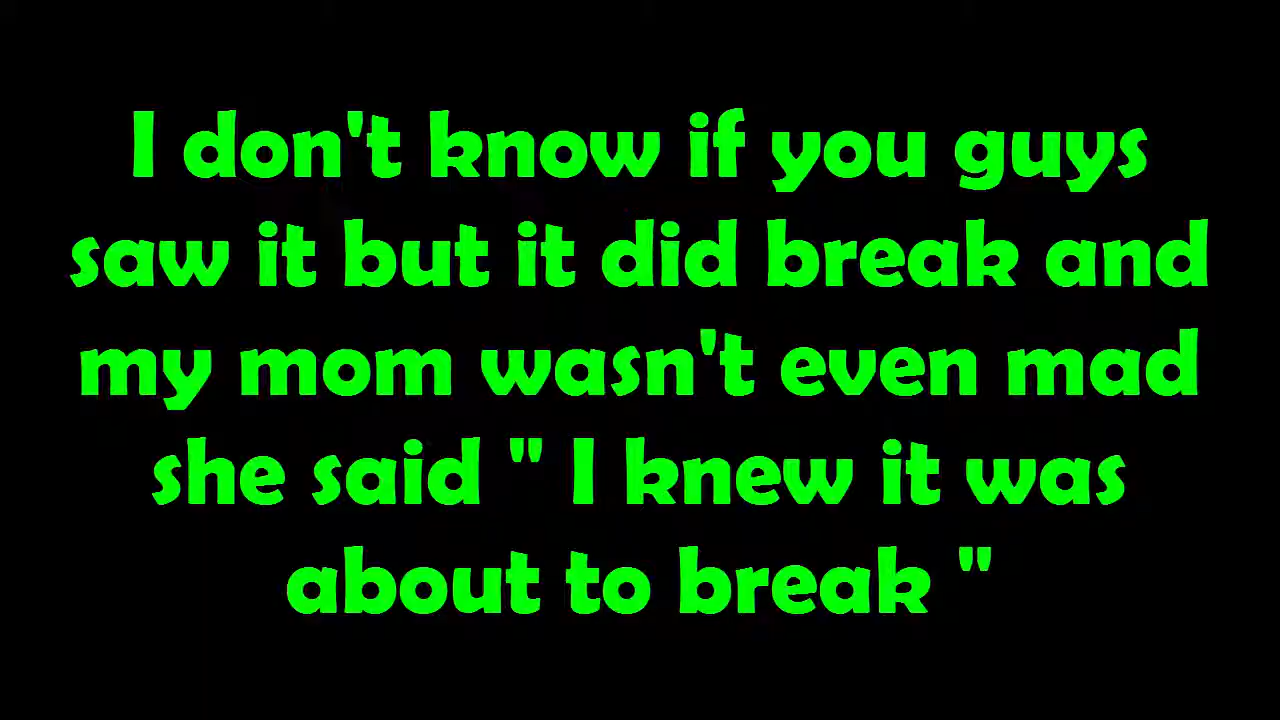 I don't know if you guys
saw it but it did break and
my mom wasn't even mad
she said " I knew it was
about to break "